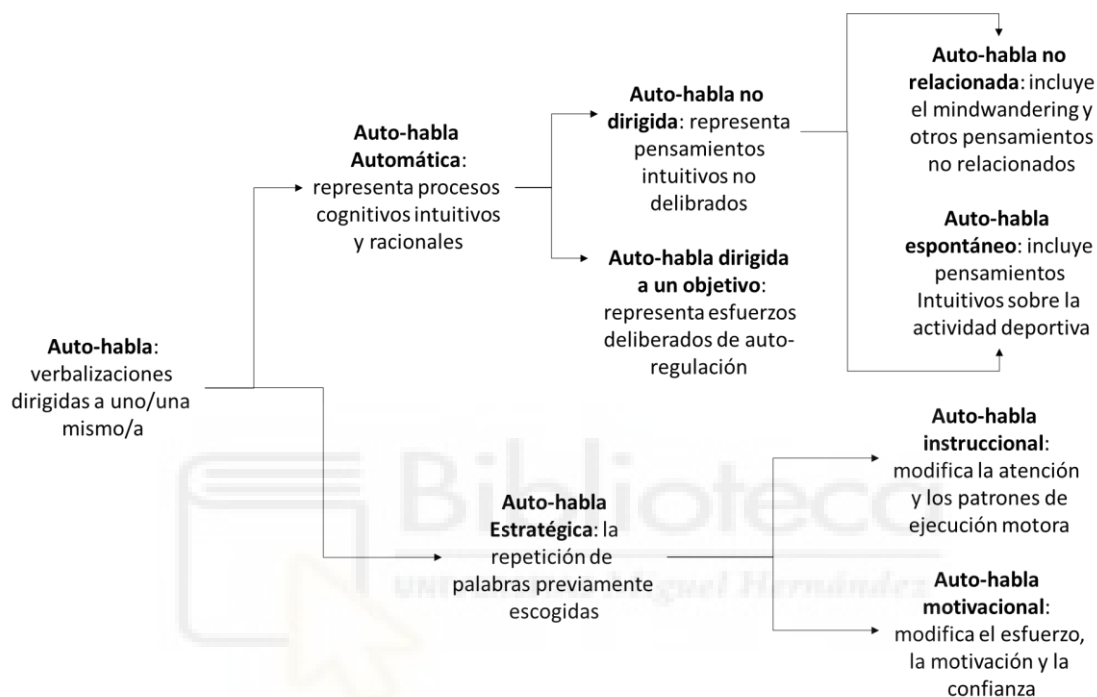 Auto-habla:
verbalizaciones
dirigidas a uno/una
mismo/a
Auto-habla
Automática:
representa procesos
cognitivos intuitivos
y racionales
Auto-habla no
dirigida: representa
pensamientos
intuitivos no
delibrados
Auto-habla dirigida
a un objetivo:
representa esfuerzos
deliberados de auto-
regulación
Auto-habla no
relacionada: incluye
el mindwandering y
otros pensamientos
no relacionados
Auto-habla
espontáneo: incluye
pensamientos
Intuitivos sobre la
actividad deportiva
Auto-habla
Estratégica: la
repetición de
palabras previamente
escogidas
Auto-habla
instruccional:
modifica la atención
y los patrones de
ejecución motora
Auto-habla
motivacional:
modifica el esfuerzo,
la motivación y la
confianza
Biblioteca
UNIVERSITAS Miguel Hernández